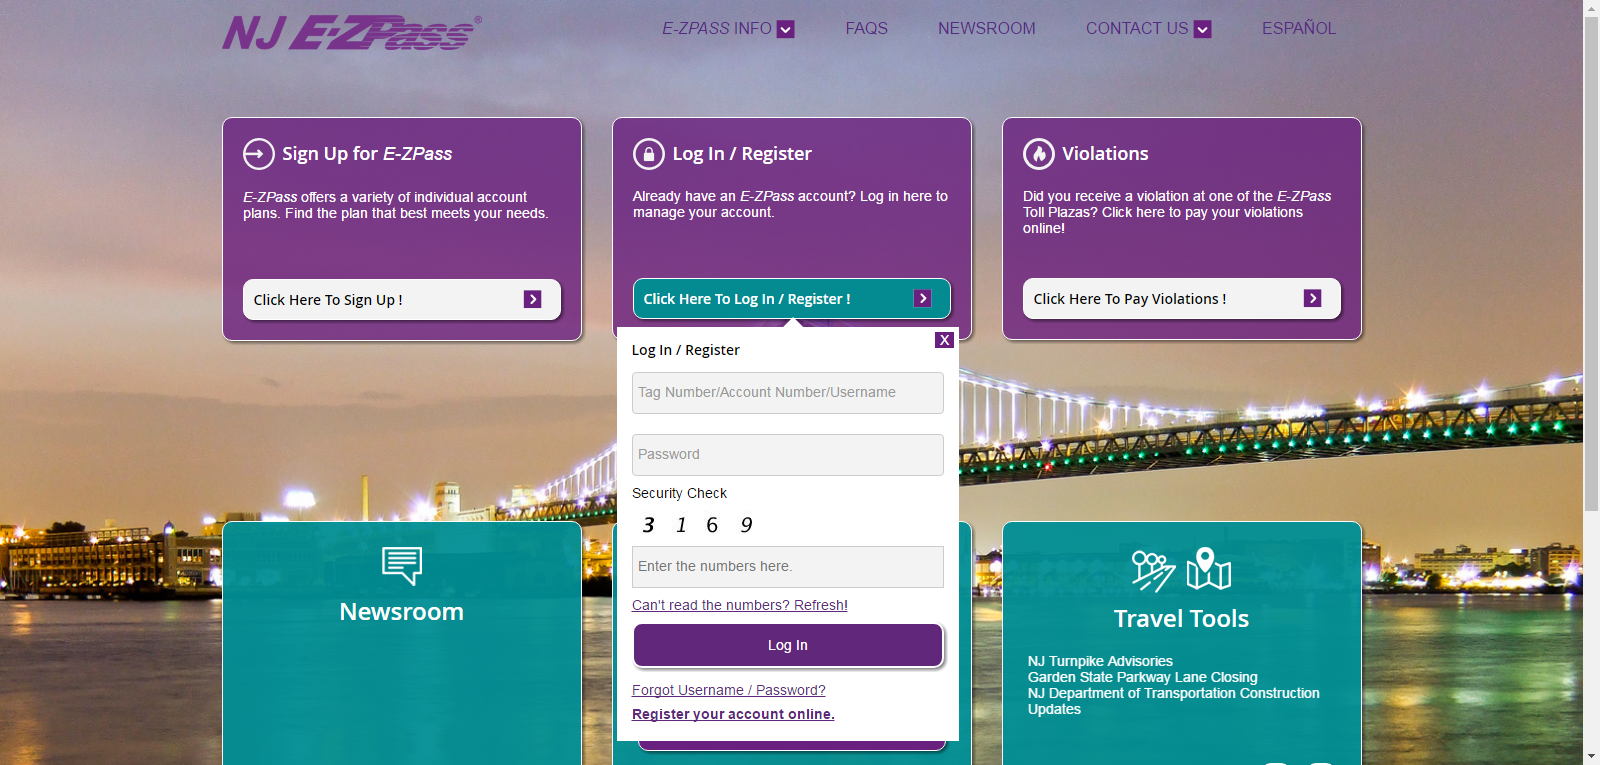 NJ E-ZPass®
E-ZPASS INFO
FAQS
NEWSROOM
CONTACT US
ESPAÑOL
Sign Up for E-ZPass
E-ZPass offers a variety of individual account
plans. Find the plan that best meets your needs.
Click Here To Sign Up !
Log In / Register
Already have an E-ZPass account? Log in here to
manage your account.
Click Here To Log In / Register !
Violations
Did you receive a violation at one of the E-ZPass
Toll Plazas? Click here to pay your violations
online!
Click Here To Pay Violations !
X
Log In / Register
Tag Number/Account Number/Username
Password
Security Check
3 1 6 9
Enter the numbers here.
Can't read the numbers? Refresh!
Log In
Forgot Username / Password?
Register your account online.
Newsroom
Travel Tools
NJ Turnpike Advisories
Garden State Parkway Lane Closing
NJ Department of Transportation Construction
Updates